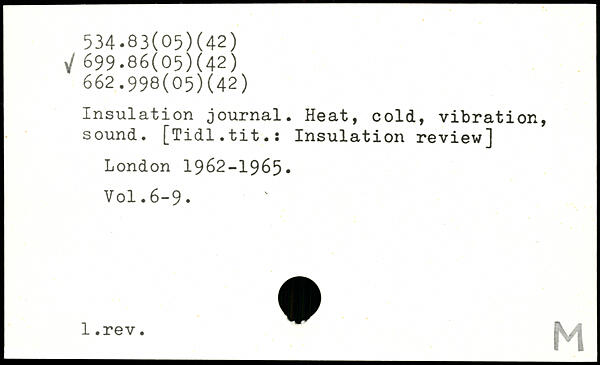 534.83(05)(42)
√ 699.86(05)(42)
662.998(05)(42)
Insulation journal. Heat, cold, vibration,
sound. [Tidl.tit.: Insulation review]
London 1962-1965.
Vol.6-9.
1.rev.
M